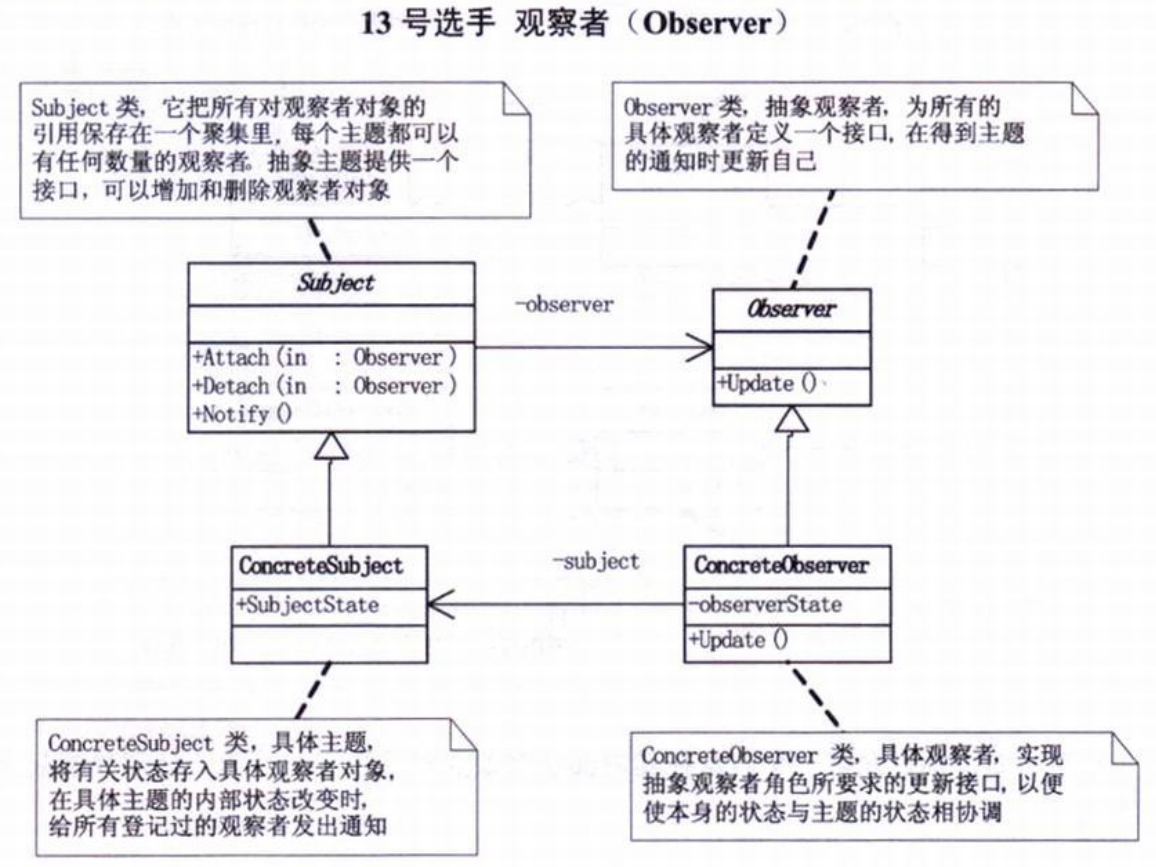 13 号选手 观察者（Observer）
Subject 类，它把所有对观察者对象的
引用保存在一个聚集里，每个主题都可以
有任何数量的观察者。抽象主题提供一个
接口，可以增加和删除观察者对象
Observer 类，抽象观察者，为所有的
具体观察者定义一个接口，在得到主题
的通知时更新自己
Subject
+Attach(in : Observer)
+Detach(in : Observer)
+Notify()
-observer
Observer
+Update()
ConcreteSubject
+SubjectState
-subject
ConcreteObserver
-observerState
+Update()
ConcreteSubject 类，具体主题，
将有关状态存入具体观察者对象，
在具体主题的内部状态改变时，
给所有登记过的观察者发出通知
ConcreteObserver 类，具体观察者，实现
抽象观察者角色所要求的更新接口，以便
使本身的状态与主题的状态相协调